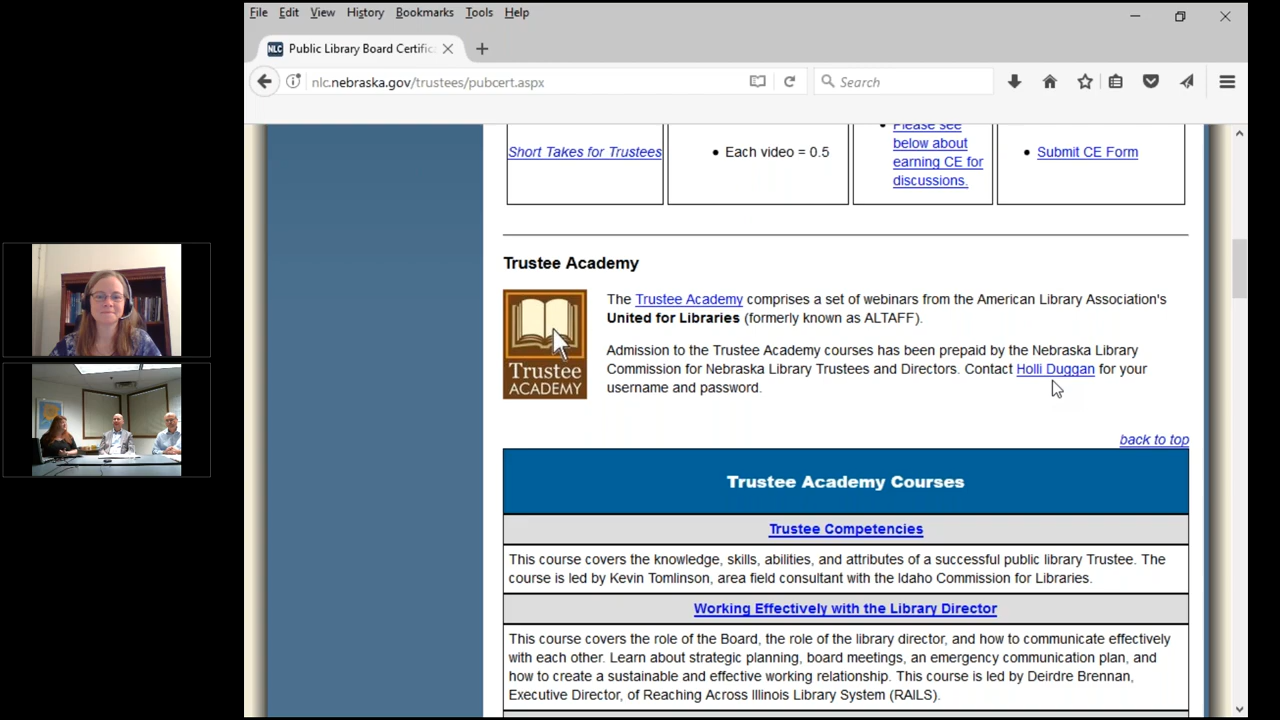 File Edit View History Bookmarks Tools Help
NLC Public Library Board Certific
nlc.nebraska.gov/trustees/pubcert.aspx
Search
Short Takes for Trustees
• Each video = 0.5
• Please see
below about
earning CE for
discussions.
• Submit CE Form
Trustee Academy
Trustee
ACADEMY
The Trustee Academy comprises a set of webinars from the American Library Association's
United for Libraries (formerly known as ALTAFF).
Admission to the Trustee Academy courses has been prepaid by the Nebraska Library
Commission for Nebraska Library Trustees and Directors. Contact Holli Duggan for your
username and password.
back to top
Trustee Academy Courses
Trustee Competencies
This course covers the knowledge, skills, abilities, and attributes of a successful public library Trustee. The
course is led by Kevin Tomlinson, area field consultant with the Idaho Commission for Libraries.
Working Effectively with the Library Director
This course covers the role of the Board, the role of the library director, and how to communicate effectively
with each other. Learn about strategic planning, board meetings, an emergency communication plan, and
how to create a sustainable and effective working relationship. This course is led by Deirdre Brennan,
Executive Director, of Reaching Across Illinois Library System (RAILS).